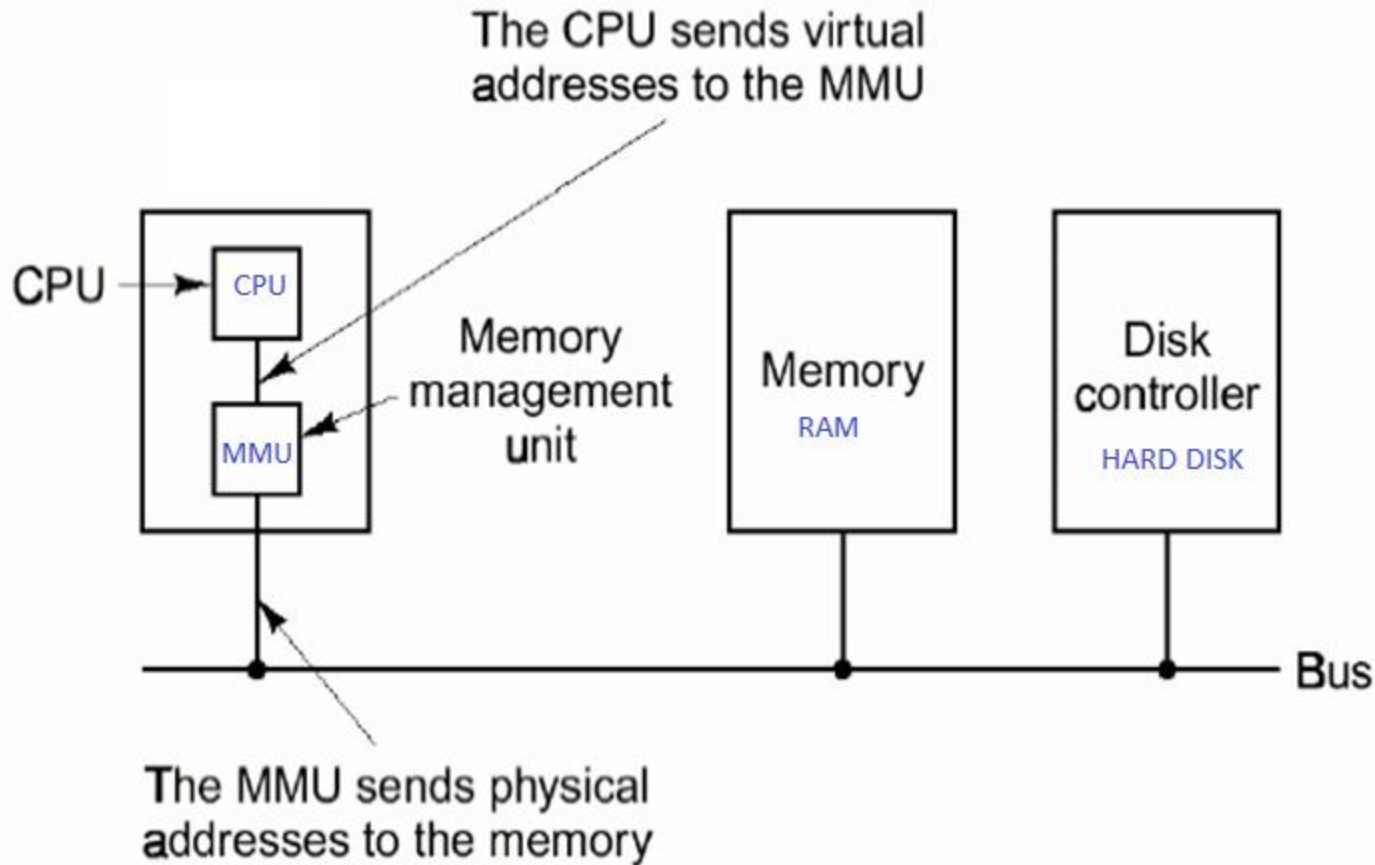 The CPU sends virtual
addresses to the MMU
CPU
CPU
Memory
management
unit
MMU
Memory
RAM
Disk
controller
HARD DISK
Bus
The MMU sends physical
addresses to the memory